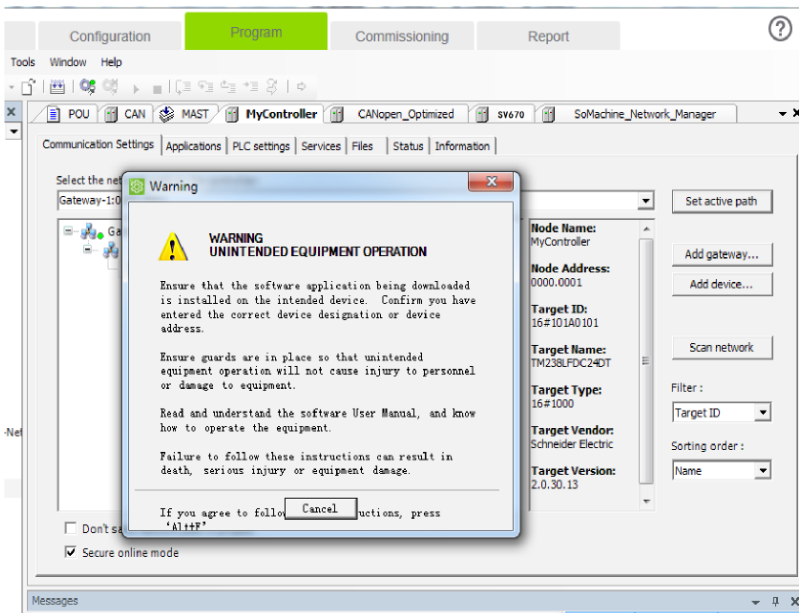 Configuration Program Commissioning Report
Tools Window Help
POU CAN MAST MyController CANopen_Optimized SV670 SoMachine_Network_Manager
Communication Settings Applications PLC settings Services Files Status Information
Select the net
Gateway-1:0
Set active path
Warning
WARNING
UNINTENDED EQUIPMENT OPERATION
Ensure that the software application being downloaded
is installed on the intended device. Confirm you have
entered the correct device designation or device
address.
Ensure guards are in place so that unintended
equipment operation will not cause injury to personnel
or damage to equipment.
Read and understand the software User Manual, and know
how to operate the equipment.
Failure to follow these instructions can result in
death, serious injury or equipment damage.
If you agree to follo Cancel uctions, press
'Alt+F'
Ga
Node Name:
MyController
Node Address:
0000.0001
Target ID:
16#101A0101
Target Name:
TM238LFDC24DT
Target Type:
16#1000
Target Vendor:
Schneider Electric
Target Version:
2.0.30.13
Add gateway...
Add device...
Scan network
Filter :
Target ID
Sorting order :
Name
-Net
Don't sa
Secure online mode
Messages